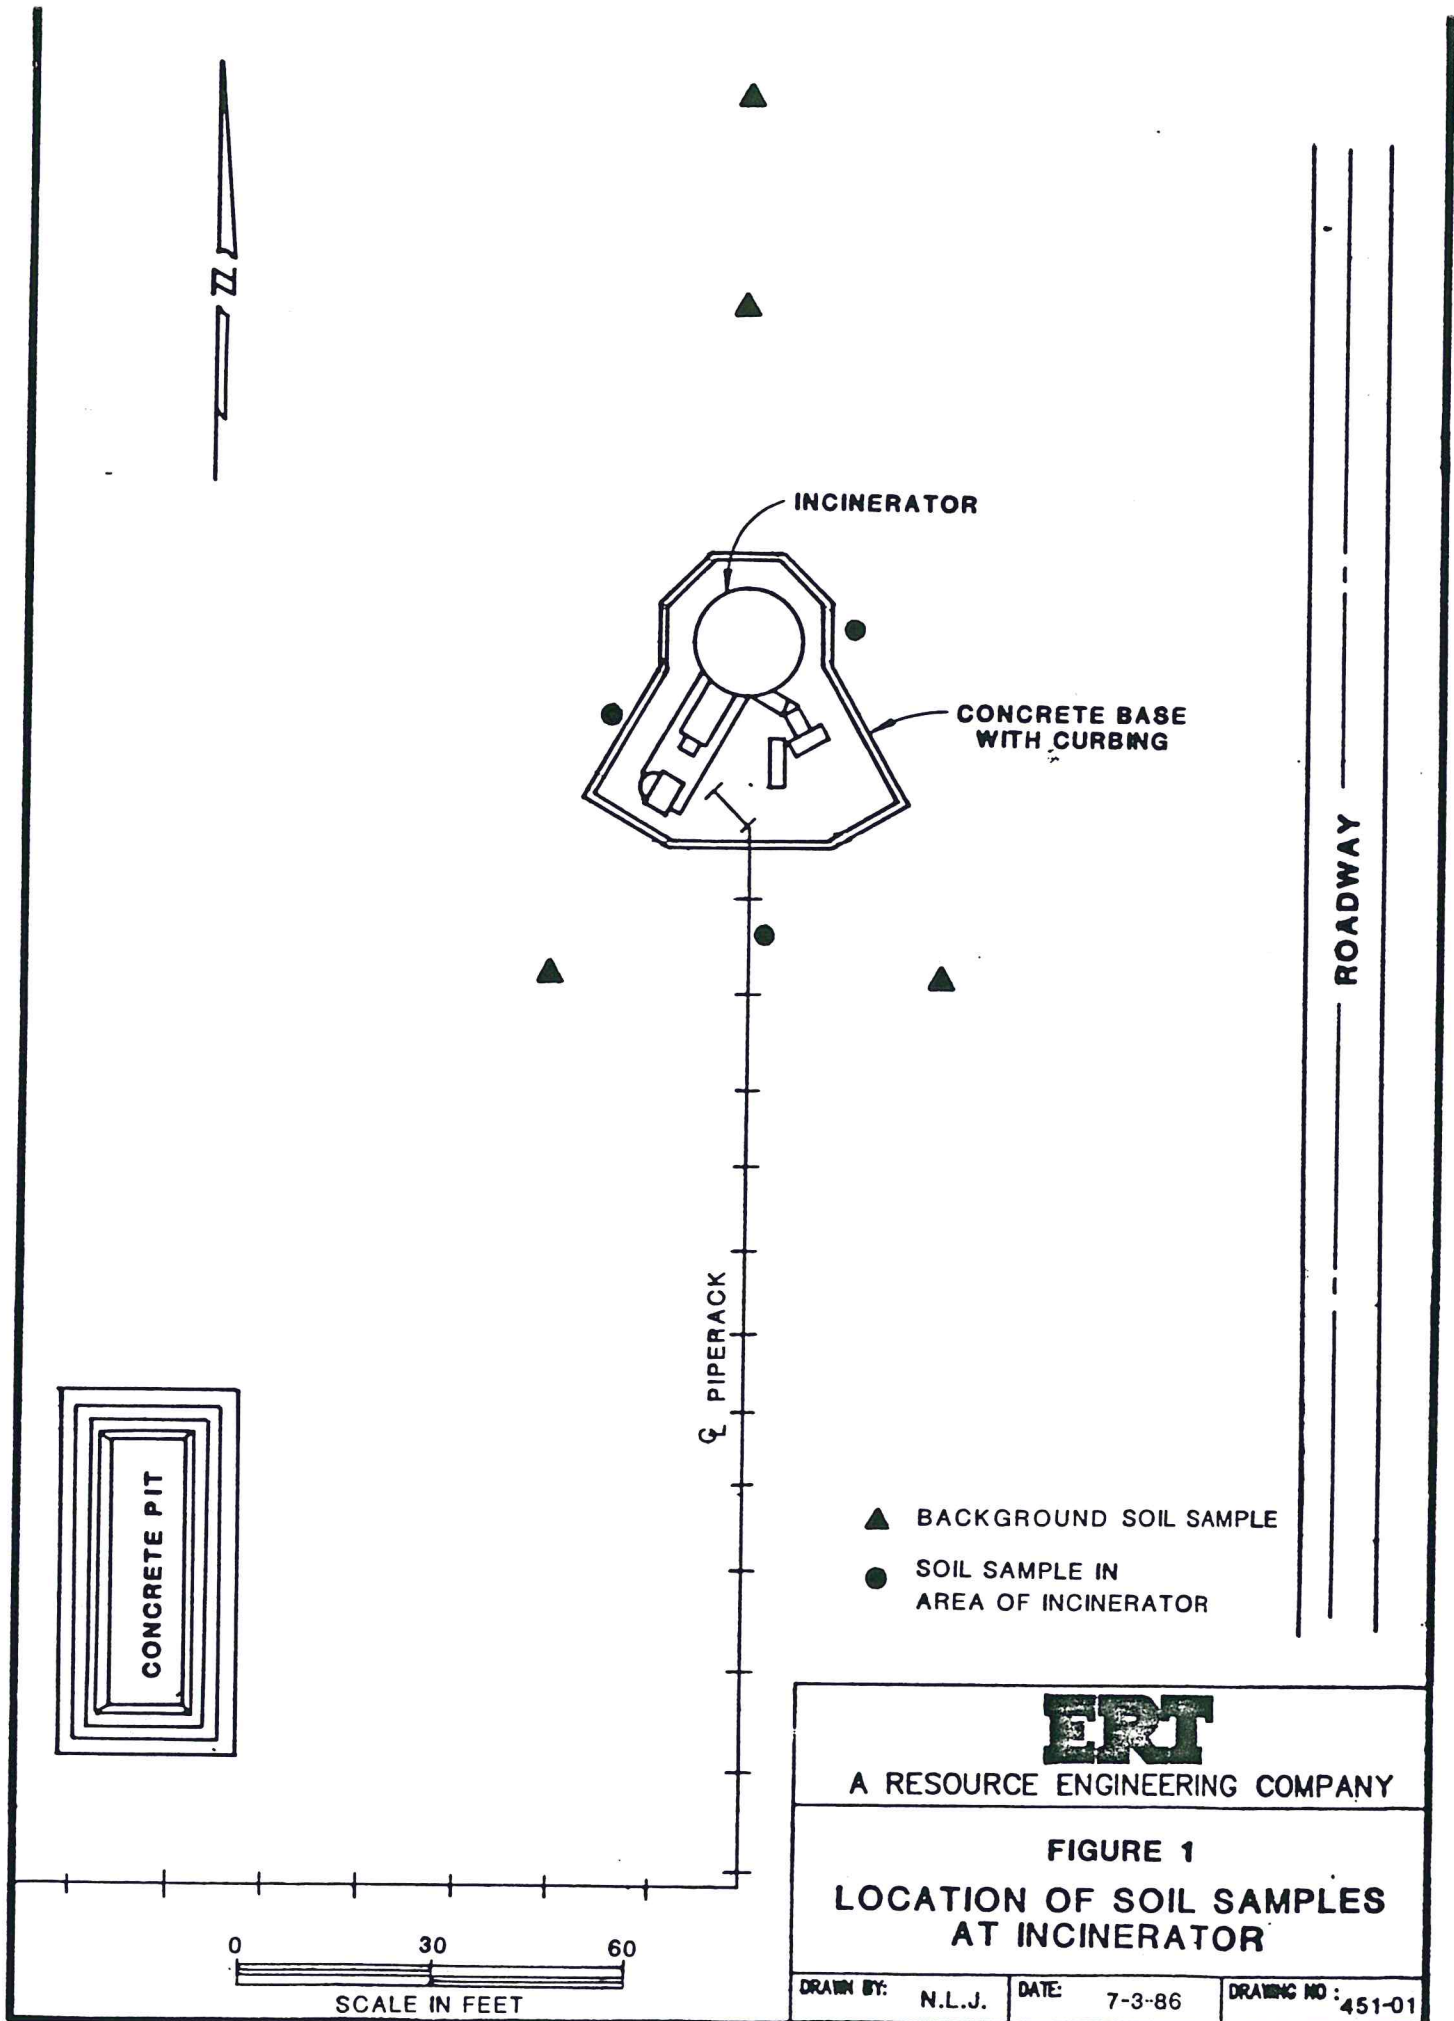 N
INCINERATOR
CONCRETE BASE
WITH CURBING
ROADWAY
℄ PIPERACK
CONCRETE PIT
BACKGROUND SOIL SAMPLE
SOIL SAMPLE IN
AREA OF INCINERATOR
ERT
A RESOURCE ENGINEERING COMPANY
FIGURE 1
LOCATION OF SOIL SAMPLES
AT INCINERATOR
0 30 60
SCALE IN FEET
DRAWN BY: N.L.J. DATE: 7-3-86 DRAWING NO: 451-01